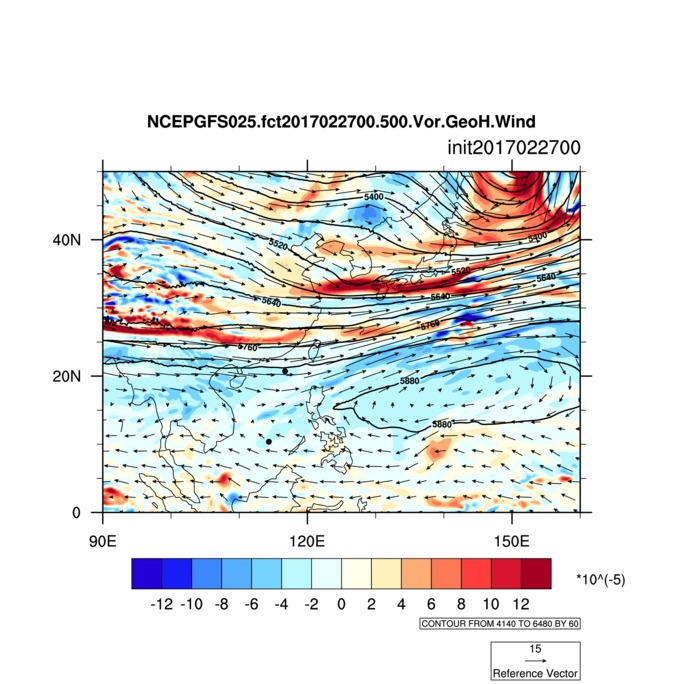 NCEPGFS025.fct2017022700.500.Vor.GeoH.Wind
init2017022700
5400
5400
5520
5520
5640
5640
5640
5760
5760
5880
5880
40N
20N
0
90E 120E 150E
*10^(-5)
-12 -10 -8 -6 -4 -2 0 2 4 6 8 10 12
CONTOUR FROM 4140 TO 6480 BY 60
15
Reference Vector